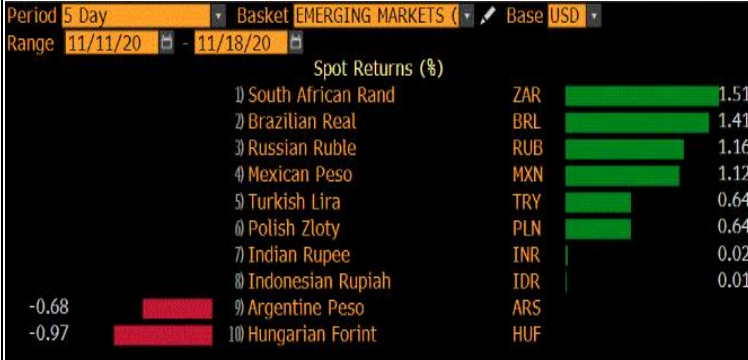 Period 5 Day Basket EMERGING MARKETS ( Base USD
Range 11/11/20 - 11/18/20
Spot Returns (%)
1) South African Rand ZAR 1.51
2) Brazilian Real BRL 1.41
3) Russian Ruble RUB 1.16
4) Mexican Peso MXN 1.12
5) Turkish Lira TRY 0.64
6) Polish Zloty PLN 0.64
7) Indian Rupee INR 0.02
8) Indonesian Rupiah IDR 0.01
-0.68 9) Argentine Peso ARS
-0.97 10) Hungarian Forint HUF